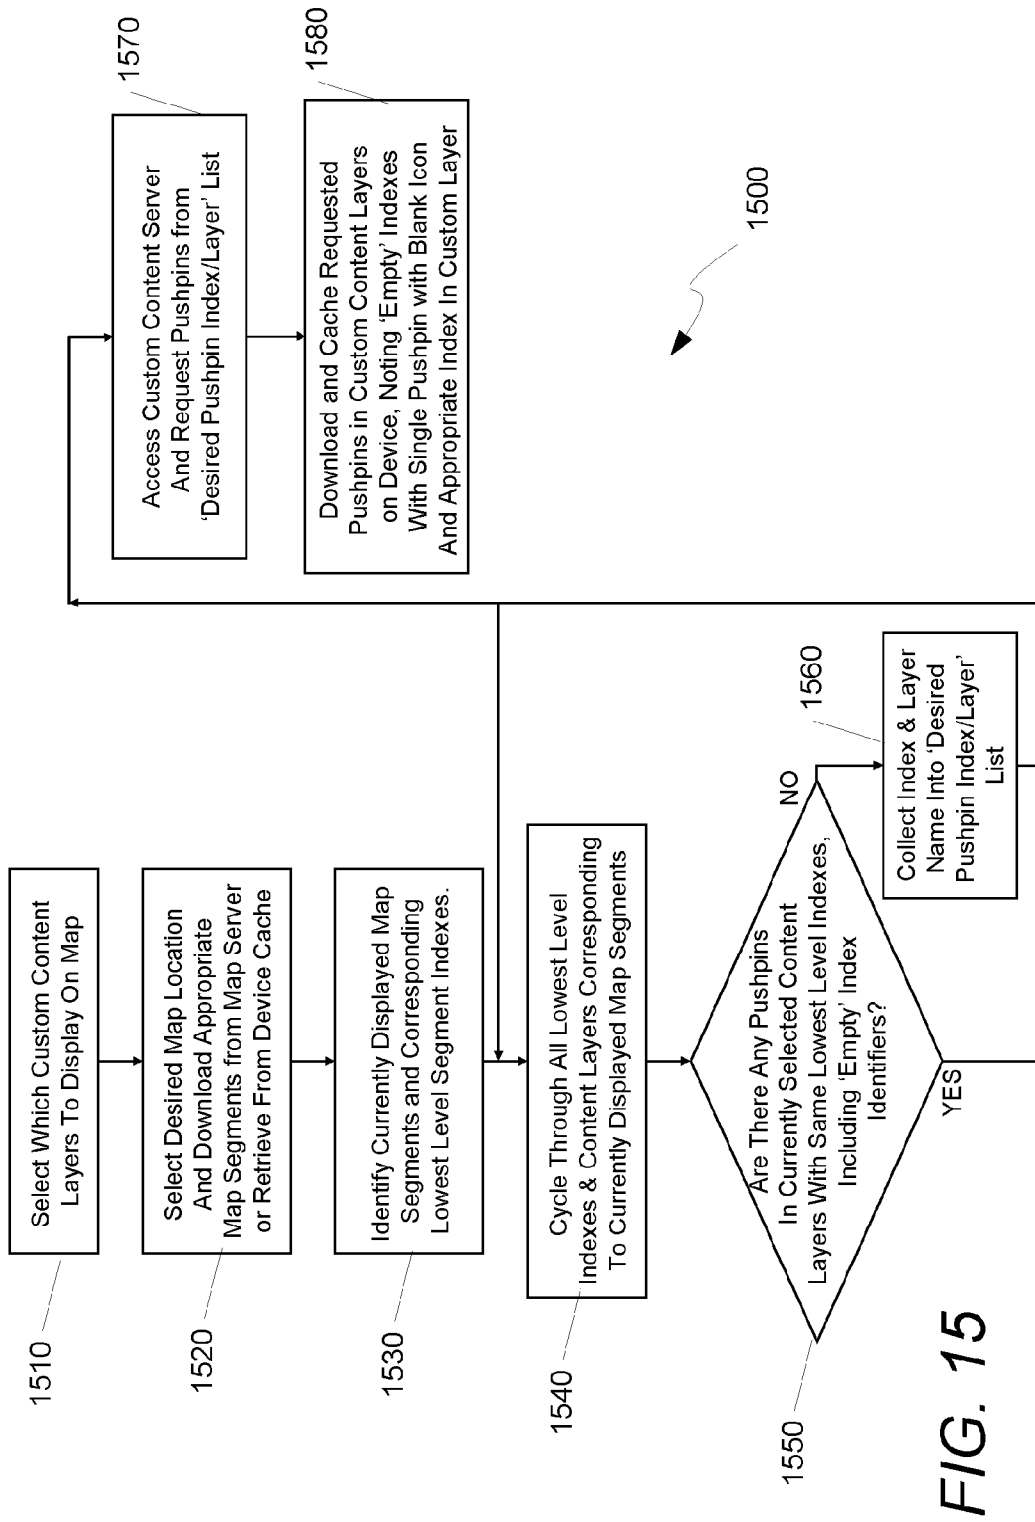 1510
Select Which Custom Content
Layers To Display On Map
1520
Select Desired Map Location
And Download Appropriate
Map Segments from Map Server
or Retrieve From Device Cache
1530
Identify Currently Displayed Map
Segments and Corresponding
Lowest Level Segment Indexes.
1540
Cycle Through All Lowest Level
Indexes & Content Layers Corresponding
To Currently Displayed Map Segments
1550
Are There Any Pushpins
In Currently Selected Content
Layers With Same Lowest Level Indexes,
Including ‘Empty’ Index
Identifiers?
NO
YES
1560
Collect Index & Layer
Name Into ‘Desired
Pushpin Index/Layer’
List
1570
Access Custom Content Server
And Request Pushpins from
‘Desired Pushpin Index/Layer’ List
1580
Download and Cache Requested
Pushpins in Custom Content Layers
on Device, Noting ‘Empty’ Indexes
With Single Pushpin with Blank Icon
And Appropriate Index In Custom Layer
1500
FIG. 15